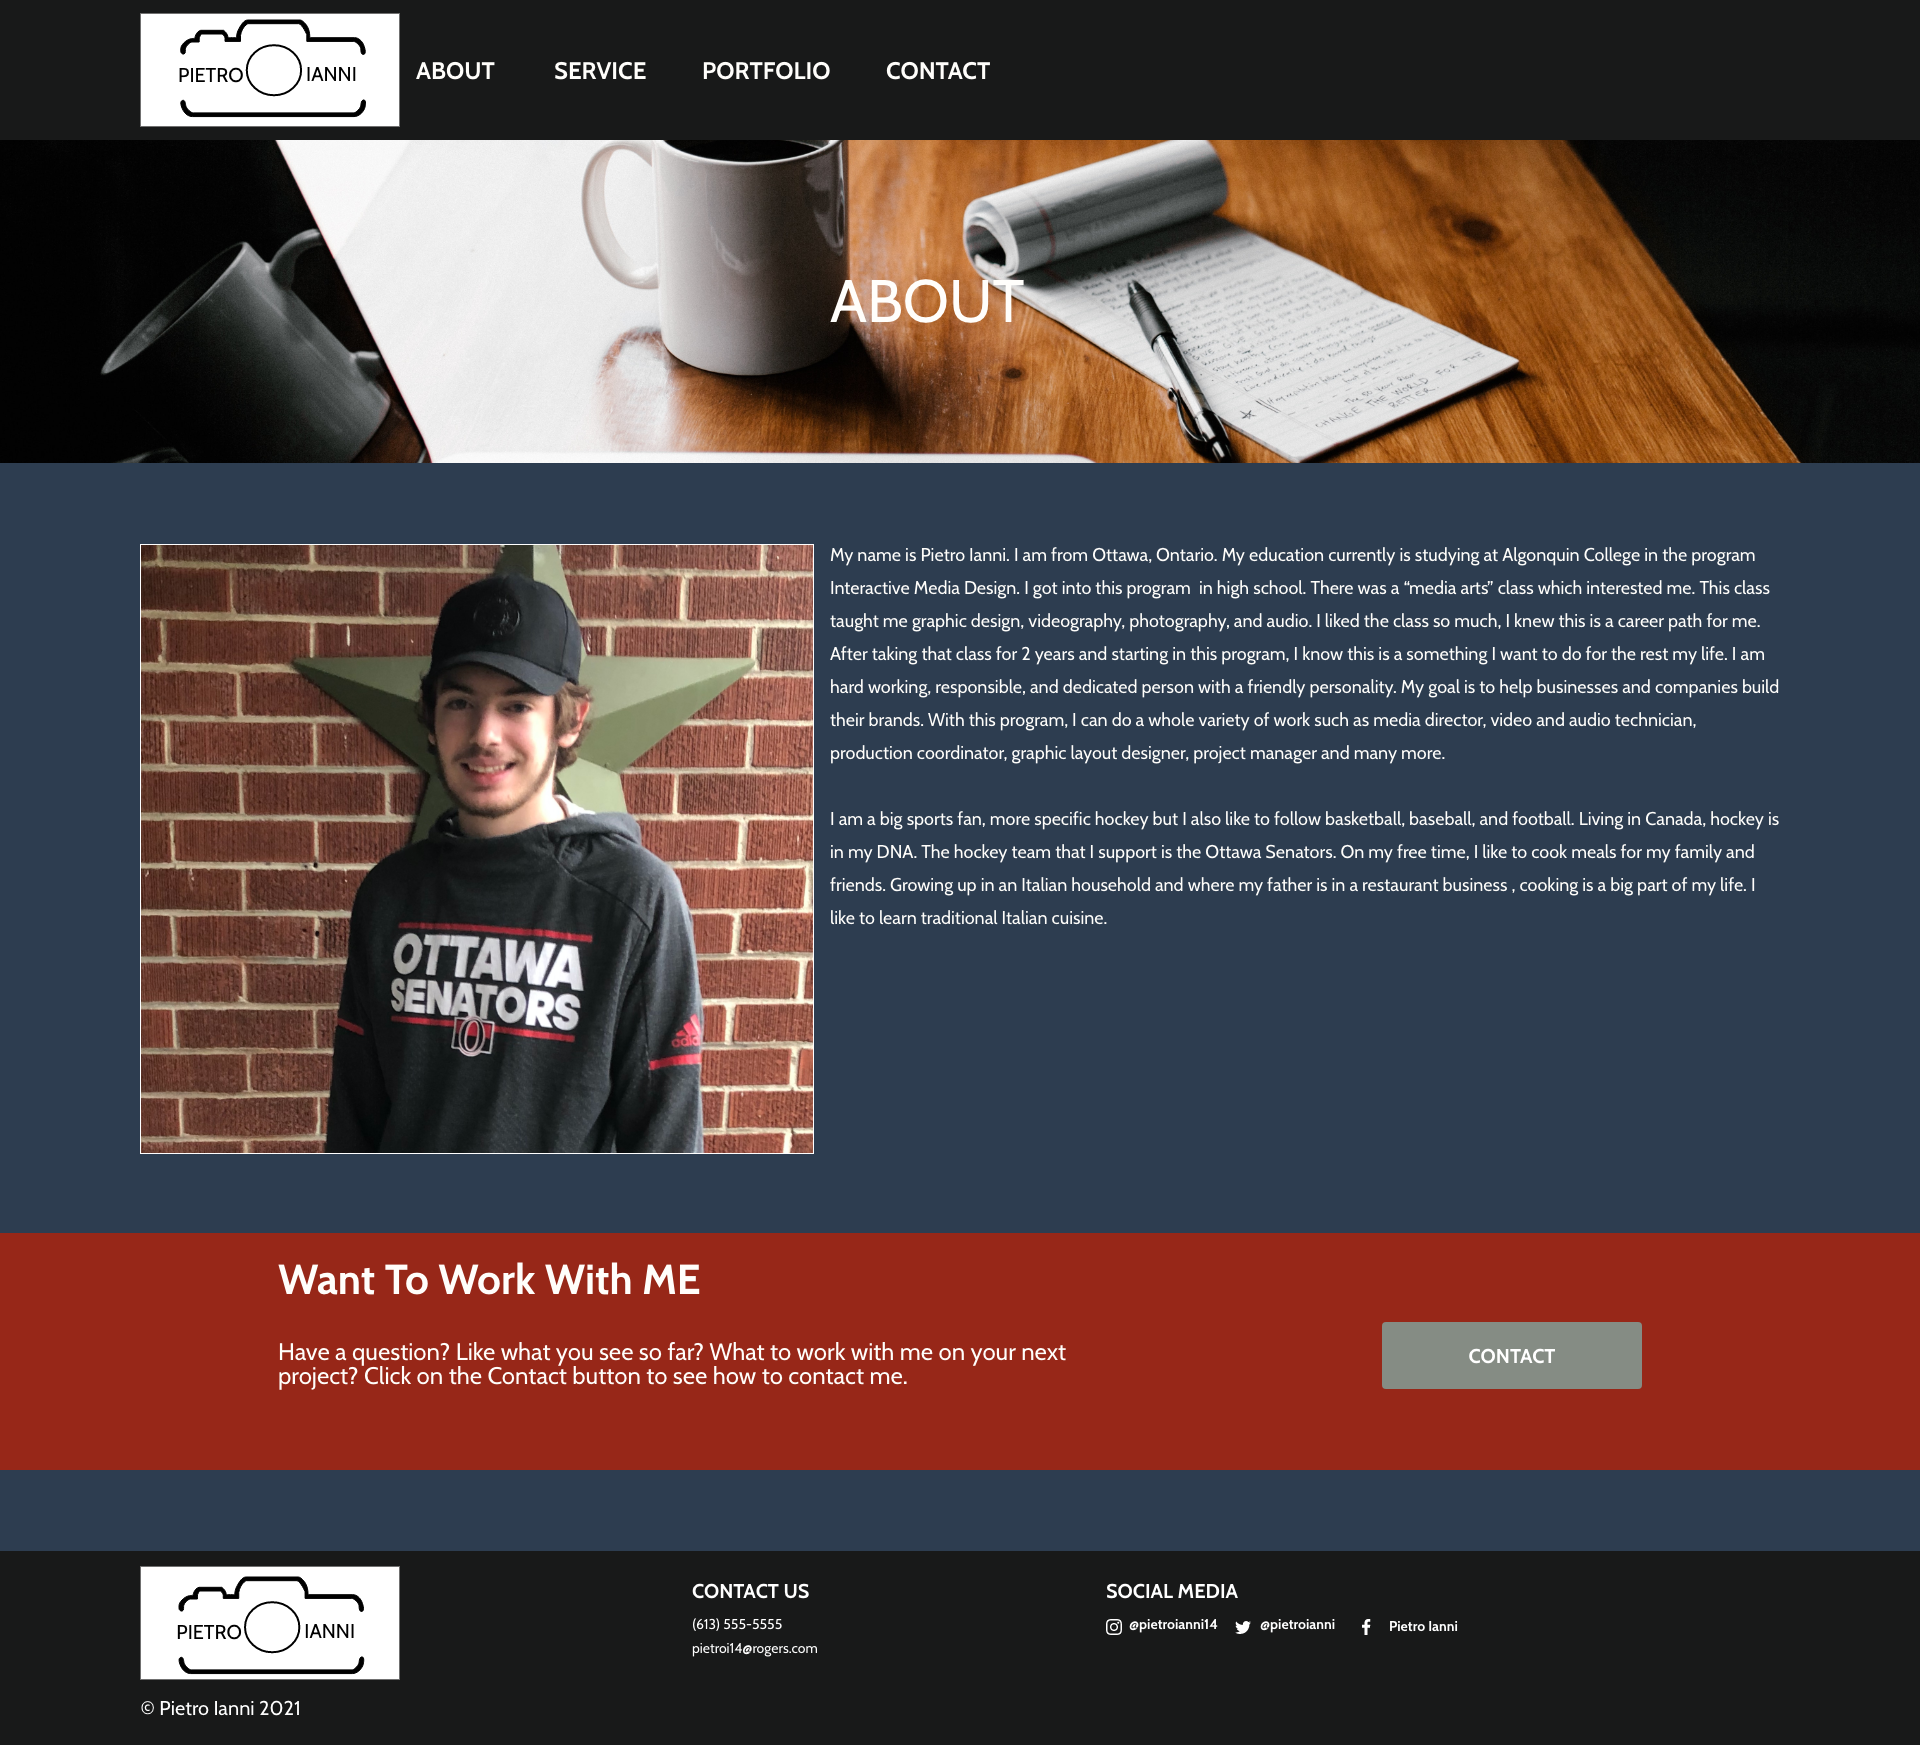 PIETRO IANNI
ABOUT SERVICE PORTFOLIO CONTACT
ABOUT
CHANGE THE WORLD FOR THE
BETTER.
My name is Pietro Ianni. I am from Ottawa, Ontario. My education currently is studying at Algonquin College in the program
Interactive Media Design. I got into this program  in high school. There was a “media arts” class which interested me. This class
taught me graphic design, videography, photography, and audio. I liked the class so much, I knew this is a career path for me.
After taking that class for 2 years and starting in this program, I know this is a something I want to do for the rest my life. I am
hard working, responsible, and dedicated person with a friendly personality. My goal is to help businesses and companies build
their brands. With this program, I can do a whole variety of work such as media director, video and audio technician,
production coordinator, graphic layout designer, project manager and many more.
I am a big sports fan, more specific hockey but I also like to follow basketball, baseball, and football. Living in Canada, hockey is
in my DNA. The hockey team that I support is the Ottawa Senators. On my free time, I like to cook meals for my family and
friends. Growing up in an Italian household and where my father is in a restaurant business , cooking is a big part of my life. I
like to learn traditional Italian cuisine.
OTTAWA
SENATORS
O
adidas
Want To Work With ME
Have a question? Like what you see so far? What to work with me on your next
project? Click on the Contact button to see how to contact me.
CONTACT
PIETRO IANNI
© Pietro Ianni 2021
CONTACT US
(613) 555-5555
pietroi14@rogers.com
SOCIAL MEDIA
@pietroianni14 @pietroianni Pietro Ianni